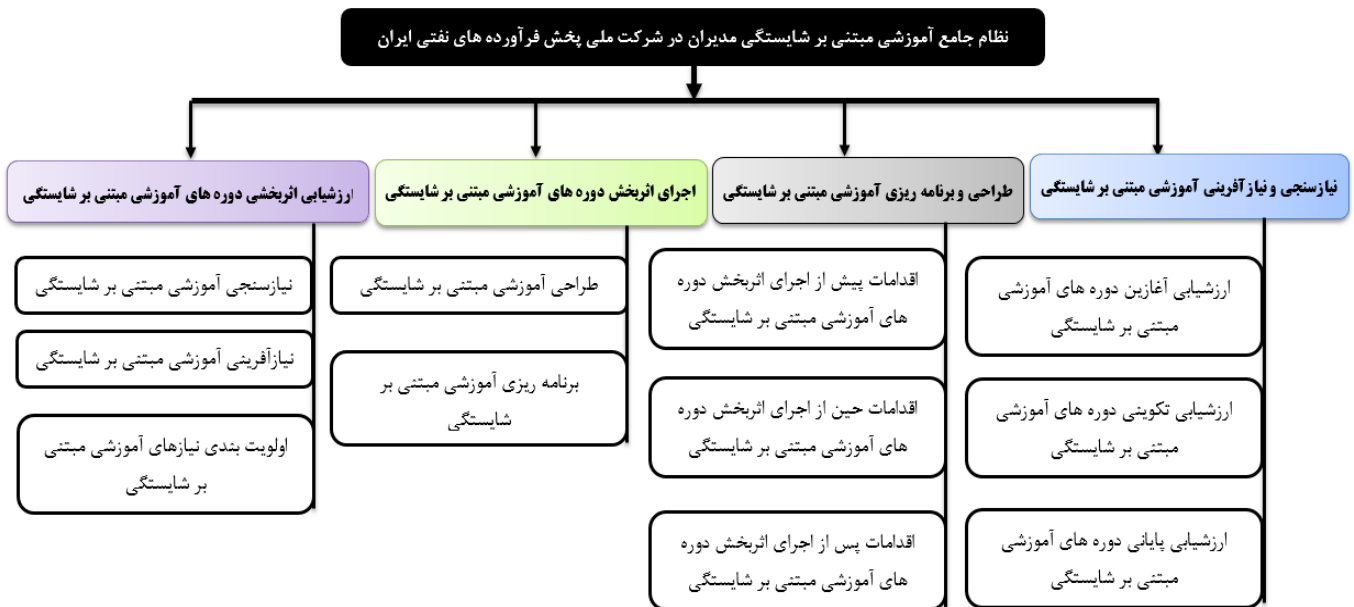 نظام جامع آموزشی مبتنی بر شایستگی مدیران در شرکت ملی پخش فرآورده های نفتی ایران
نیازسنجی و نیازآفرینی آموزشی مبتنی بر شایستگی
ارزشیابی آغازین دوره های آموزشی
مبتنی بر شایستگی
ارزشیابی تکوینی دوره های آموزشی
مبتنی بر شایستگی
ارزشیابی پایانی دوره های آموزشی
مبتنی بر شایستگی
طراحی و برنامه ریزی آموزشی مبتنی بر شایستگی
اقدامات پیش از اجرای اثربخش دوره
های آموزشی مبتنی بر شایستگی
اقدامات حین از اجرای اثربخش دوره
های آموزشی مبتنی بر شایستگی
اقدامات پس از اجرای اثربخش دوره
های آموزشی مبتنی بر شایستگی
اجرای اثربخش دوره های آموزشی مبتنی بر شایستگی
طراحی آموزشی مبتنی بر شایستگی
برنامه ریزی آموزشی مبتنی بر
شایستگی
ارزشیابی اثربخشی دوره های آموزشی مبتنی بر شایستگی
نیازسنجی آموزشی مبتنی بر شایستگی
نیازآفرینی آموزشی مبتنی بر شایستگی
اولویت بندی نیازهای آموزشی مبتنی
بر شایستگی